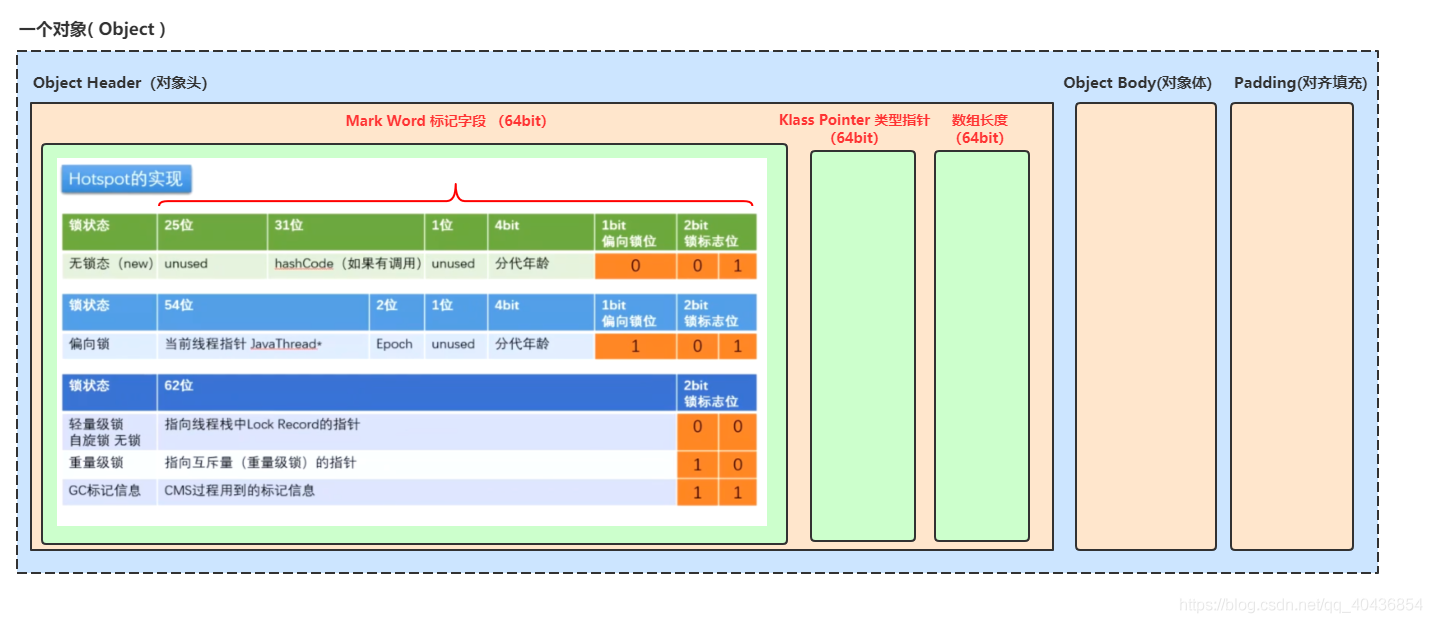 一个对象( Object )
Object Header（对象头）
Object Body(对象体)
Padding(对齐填充)
Mark Word 标记字段 （64bit）
Klass Pointer 类型指针
（64bit）
数组长度
（64bit）
Hotspot的实现
锁状态 25位 31位 1位 4bit 1bit 2bit
偏向锁位 锁标志位
无锁态（new） unused hashCode（如果有调用） unused 分代年龄 0 0 1
锁状态 54位 2位 1位 4bit 1bit 2bit
偏向锁位 锁标志位
偏向锁 当前线程指针 JavaThread* Epoch unused 分代年龄 1 0 1
锁状态 62位 2bit
锁标志位
轻量级锁 指向线程栈中Lock Record的指针 0 0
自旋锁 无锁
重量级锁 指向互斥量（重量级锁）的指针 1 0
GC标记信息 CMS过程用到的标记信息 1 1
https://blog.csdn.net/qq_40436854